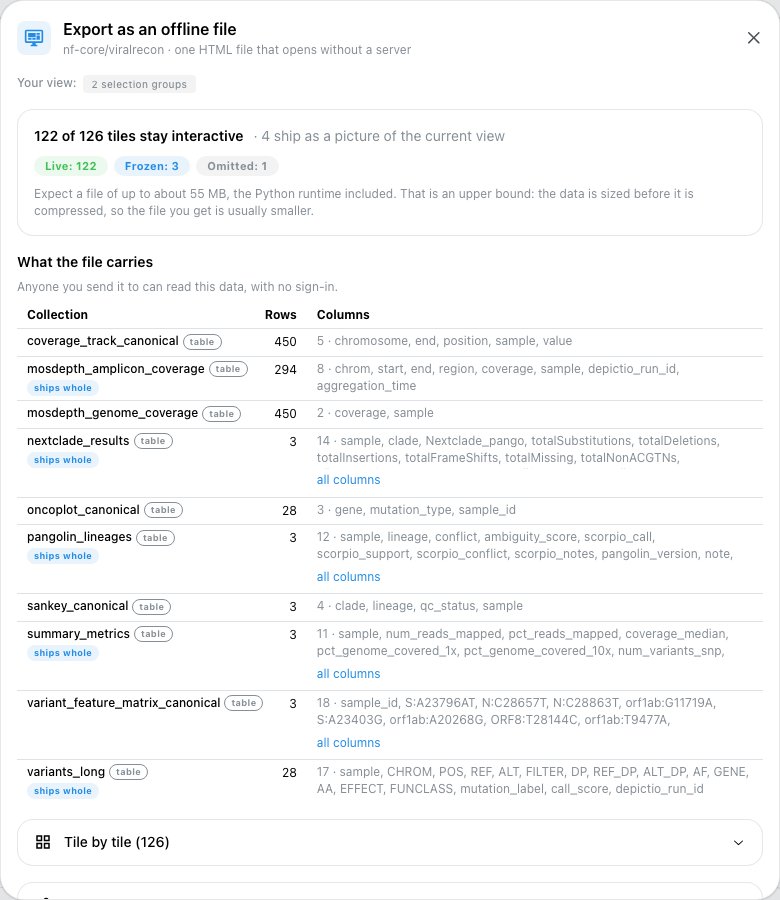 Export as an offline file
nf-core/viralrecon · one HTML file that opens without a server
Your view: 2 selection groups
122 of 126 tiles stay interactive · 4 ship as a picture of the current view
Live: 122 Frozen: 3 Omitted: 1
Expect a file of up to about 55 MB, the Python runtime included. That is an upper bound: the data is sized before it is
compressed, so the file you get is usually smaller.
What the file carries
Anyone you send it to can read this data, with no sign-in.
Collection Rows Columns
coverage_track_canonical table 450 5 · chromosome, end, position, sample, value
mosdepth_amplicon_coverage table 294 8 · chrom, start, end, region, coverage, sample, depictio_run_id,
ships whole aggregation_time
mosdepth_genome_coverage table 450 2 · coverage, sample
nextclade_results table 3 14 · sample, clade, Nextclade_pango, totalSubstitutions, totalDeletions,
ships whole totalInsertions, totalFrameShifts, totalMissing, totalNonACGTNs,
all columns
oncoplot_canonical table 28 3 · gene, mutation_type, sample_id
pangolin_lineages table 3 12 · sample, lineage, conflict, ambiguity_score, scorpio_call,
ships whole scorpio_support, scorpio_conflict, scorpio_notes, pangolin_version, note,
all columns
sankey_canonical table 3 4 · clade, lineage, qc_status, sample
summary_metrics table 3 11 · sample, num_reads_mapped, pct_reads_mapped, coverage_median,
ships whole pct_genome_covered_1x, pct_genome_covered_10x, num_variants_snp,
all columns
variant_feature_matrix_canonical table 3 18 · sample_id, S:A23796AT, N:C28657T, N:C28863T, orf1ab:G11719A,
S:A23403G, orf1ab:A20268G, ORF8:T28144C, orf1ab:T9477A,
all columns
variants_long table 28 17 · sample, CHROM, POS, REF, ALT, FILTER, DP, REF_DP, ALT_DP, AF, GENE,
ships whole AA, EFFECT, FUNCLASS, mutation_label, call_score, depictio_run_id
Tile by tile (126)